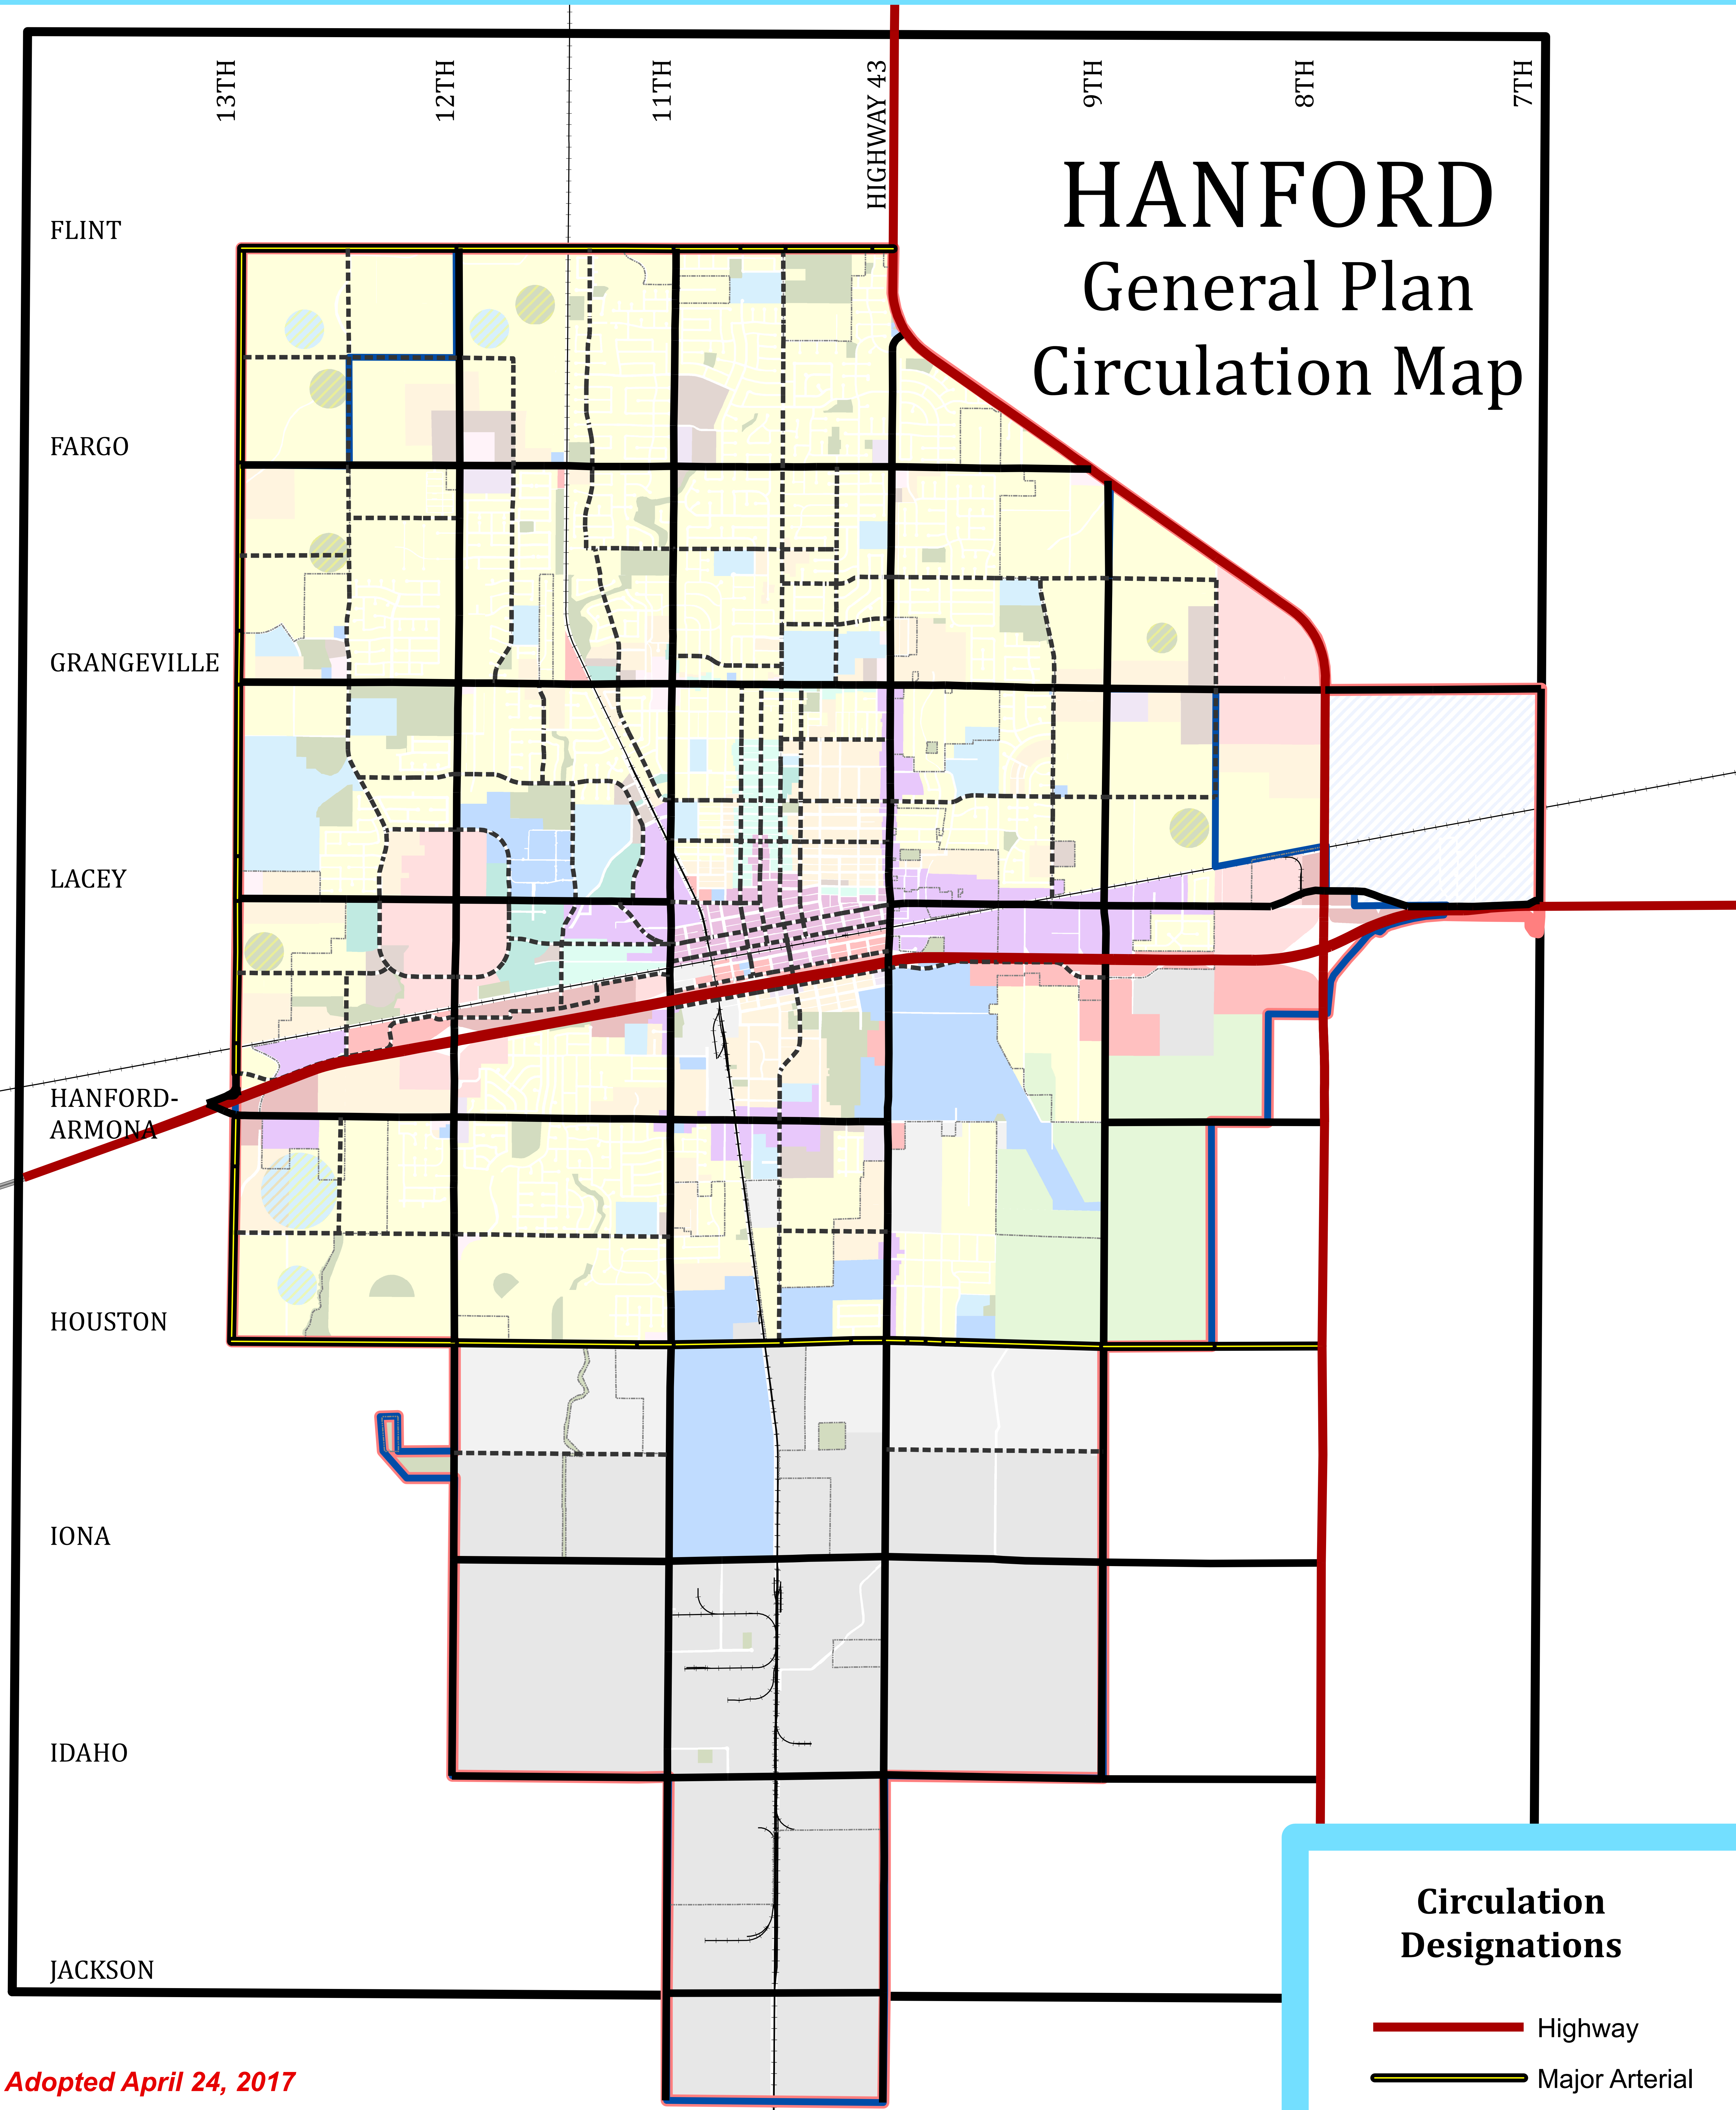 13TH
12TH
11TH
HIGHWAY 43
9TH
8TH
7TH
HANFORD
General Plan
Circulation Map
FLINT
FARGO
GRANGEVILLE
LACEY
HANFORD-
ARMONA
HOUSTON
IONA
IDAHO
JACKSON
Circulation
Designations
Highway
Major Arterial
Adopted April 24, 2017